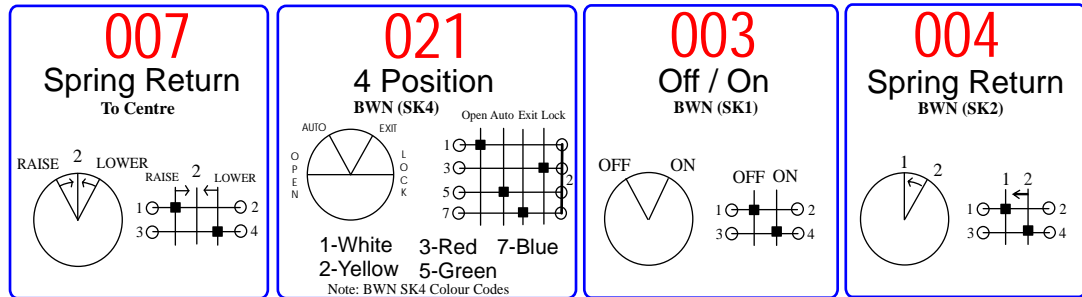 007
Spring Return
To Centre
RAISE 2 LOWER
RAISE 2 LOWER
1 2
3 4
021
4 Position
BWN (SK4)
AUTO EXIT
OPEN
LOCK
Open Auto Exit Lock
1
3
2
5
7
1-White 3-Red 7-Blue
2-Yellow 5-Green
Note: BWN SK4 Colour Codes
003
Off / On
BWN (SK1)
OFF ON
OFF ON
1 2
3 4
004
Spring Return
BWN (SK2)
1 2
1 2
1 2
3 4